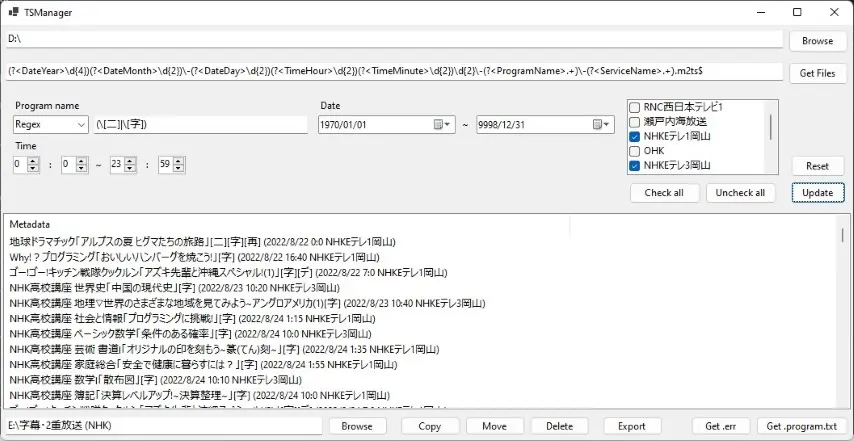 TSManager
D:\
Browse
(?<DateYear>\d{4})(?<DateMonth>\d{2})\-(?<DateDay>\d{2})(?<TimeHour>\d{2})(?<TimeMinute>\d{2})\d{2}\-(?<ProgramName>.+)\-(?<ServiceName>.+).m2ts$
Get Files
Program name
Date
Regex
(\[二]|\[字])
1970/01/01
~
9998/12/31
RNC西日本テレビ1
瀬戸内海放送
NHKEテレ1岡山
OHK
NHKEテレ3岡山
Time
0 : 0 ~ 23 : 59
Reset
Check all
Uncheck all
Update
Metadata
地球ドラマチック「アルプスの夏 ヒグマたちの旅路」[二][字][再] (2022/8/22 0:0 NHKEテレ1岡山)
Why!?プログラミング「おいしいハンバーグを焼こう!」[字] (2022/8/22 16:40 NHKEテレ1岡山)
ゴー!ゴー!キッチン戦隊クックルン「アズキ先輩と沖縄スペシャル!(1)」[字][デ] (2022/8/22 7:0 NHKEテレ1岡山)
NHK高校講座 世界史「中国の現代史」[字] (2022/8/23 10:20 NHKEテレ3岡山)
NHK高校講座 地理▽世界のさまざまな地域を見てみよう~アングロアメリカ(1)[字] (2022/8/23 10:40 NHKEテレ3岡山)
NHK高校講座 社会と情報「プログラミングに挑戦!」[字] (2022/8/24 1:15 NHKEテレ1岡山)
NHK高校講座 ベーシック数学「条件のある確率」[字] (2022/8/24 10:0 NHKEテレ3岡山)
NHK高校講座 芸術 書道I「オリジナルの印を刻もう~篆(てん)刻~」[字] (2022/8/24 1:35 NHKEテレ1岡山)
NHK高校講座 家庭総合「安全で健康に暮らすには？」[字] (2022/8/24 1:55 NHKEテレ1岡山)
NHK高校講座 数学I「散布図」[字] (2022/8/24 10:10 NHKEテレ3岡山)
NHK高校講座 簿記「決算レベルアップ!~決算整理~」[字] (2022/8/24 10:0 NHKEテレ1岡山)
E:\字幕・2重放送 (NHK)
Browse
Copy
Move
Delete
Export
Get .err
Get .program.txt